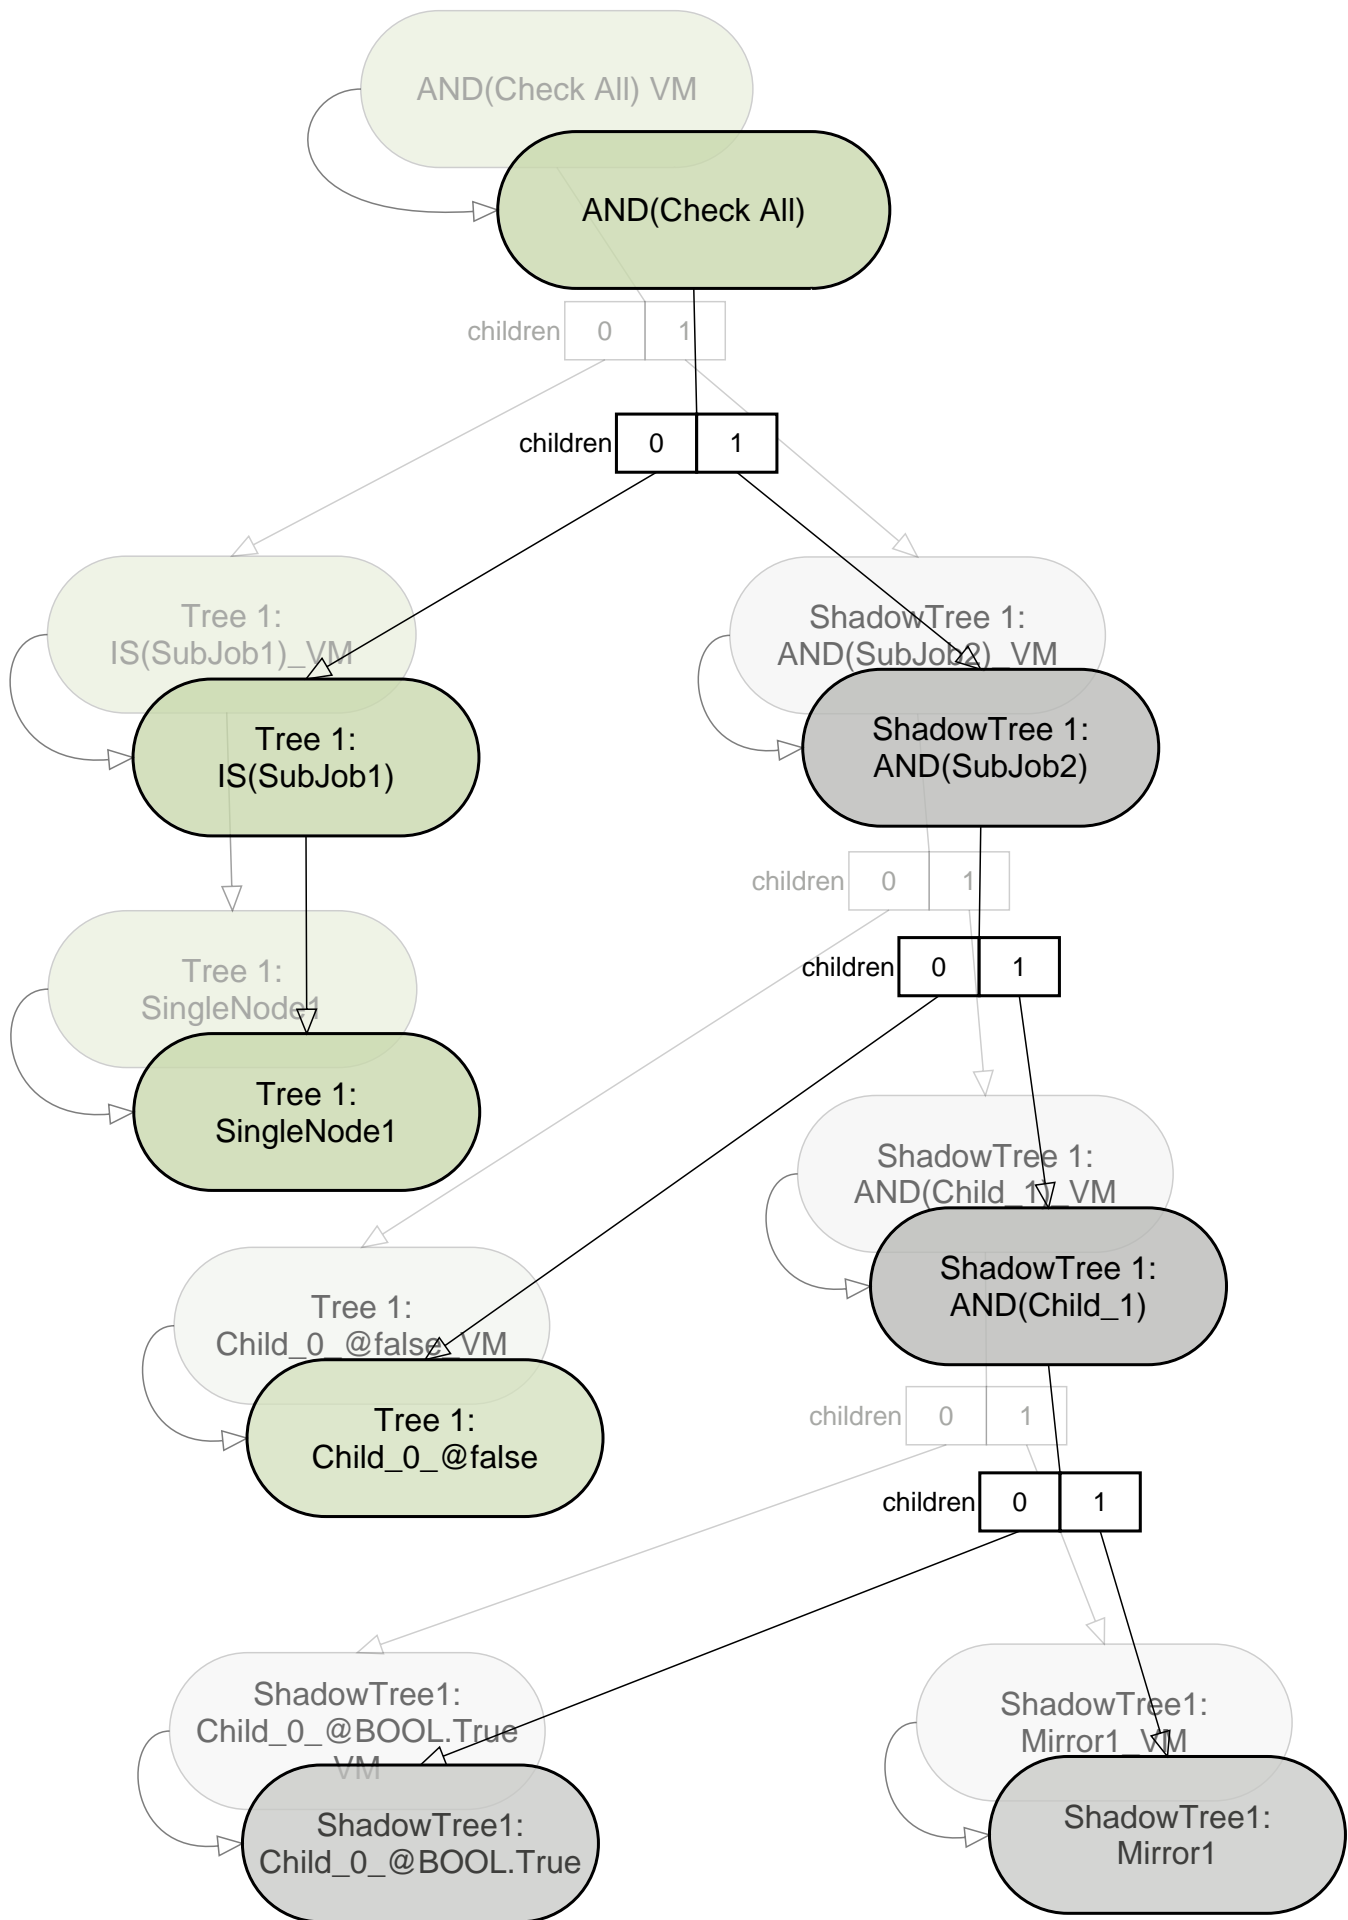 AND(Check All) VM
AND(Check All)
children 0 1
children 0 1
Tree 1:
IS(SubJob1)_VM
ShadowTree 1:
AND(SubJob2)_VM
Tree 1:
IS(SubJob1)
ShadowTree 1:
AND(SubJob2)
children 0 1
Tree 1:
SingleNode1
children 0 1
Tree 1:
SingleNode1
ShadowTree 1:
AND(Child_1)_VM
ShadowTree 1:
AND(Child_1)
Tree 1:
Child_0_@false_VM
Tree 1:
Child_0_@false
children 0 1
children 0 1
ShadowTree1:
Child_0_@BOOL.True
VM
ShadowTree1:
Mirror1_VM
ShadowTree1:
Child_0_@BOOL.True
ShadowTree1:
Mirror1